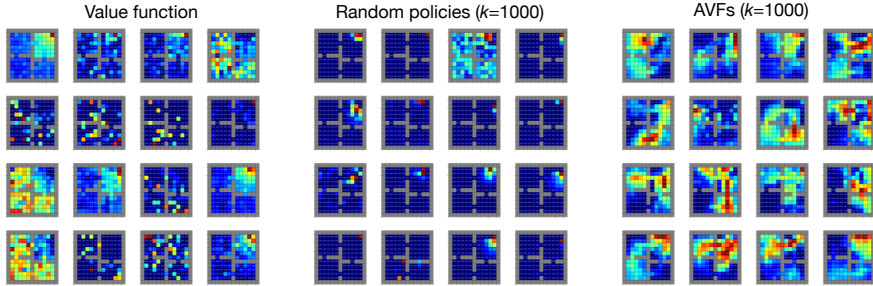 Value function
Random policies (k=1000)
AVFs (k=1000)